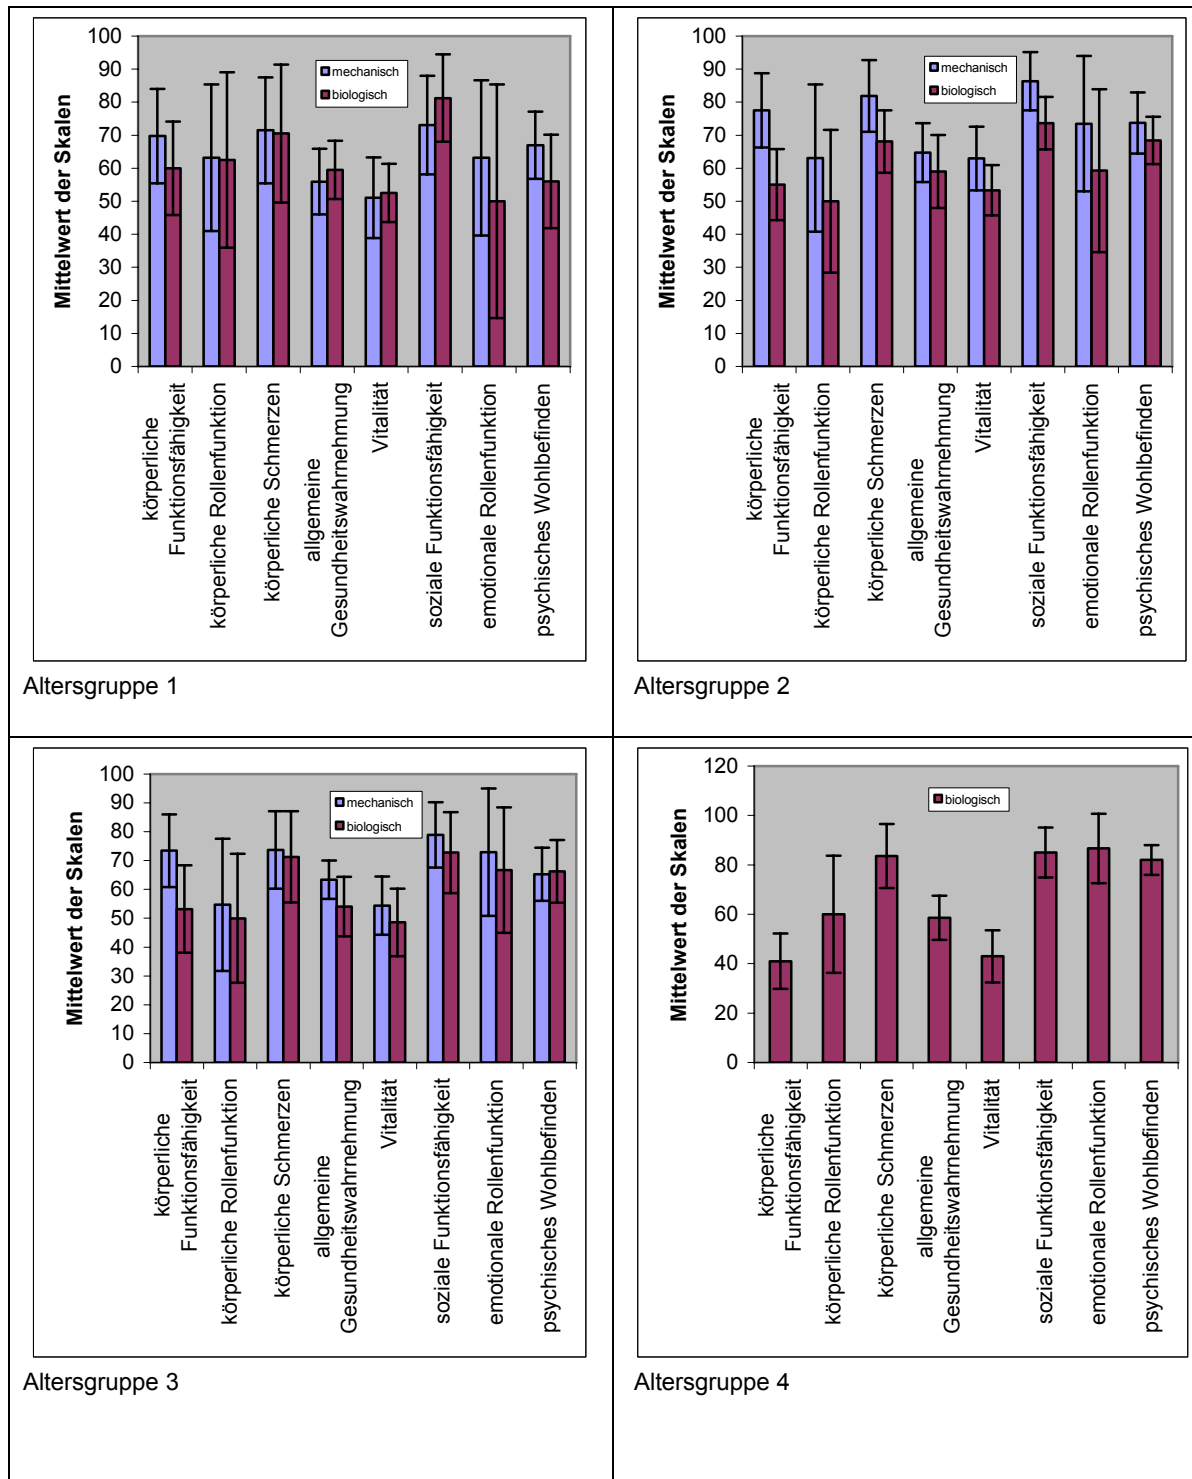 100
90
80
70
60
50
40
30
20
10
0
Mittelwert der Skalen
mechanisch
biologisch
körperliche
Funktionsfähigkeit
körperliche Rollenfunktion
körperliche Schmerzen
allgemeine
Gesundheitswahrnehmung
Vitalität
soziale Funktionsfähigkeit
emotionale Rollenfunktion
psychisches Wohlbefinden
Altersgruppe 1
100
90
80
70
60
50
40
30
20
10
0
Mittelwert der Skalen
mechanisch
biologisch
körperliche
Funktionsfähigkeit
körperliche Rollenfunktion
körperliche Schmerzen
allgemeine
Gesundheitswahrnehmung
Vitalität
soziale Funktionsfähigkeit
emotionale Rollenfunktion
psychisches Wohlbefinden
Altersgruppe 2
100
90
80
70
60
50
40
30
20
10
0
Mittelwert der Skalen
mechanisch
biologisch
körperliche
Funktionsfähigkeit
körperliche Rollenfunktion
körperliche Schmerzen
allgemeine
Gesundheitswahrnehmung
Vitalität
soziale Funktionsfähigkeit
emotionale Rollenfunktion
psychisches Wohlbefinden
Altersgruppe 3
120
100
80
60
40
20
0
Mittelwert der Skalen
biologisch
körperliche
Funktionsfähigkeit
körperliche Rollenfunktion
körperliche Schmerzen
allgemeine
Gesundheitswahrnehmung
Vitalität
soziale Funktionsfähigkeit
emotionale Rollenfunktion
psychisches Wohlbefinden
Altersgruppe 4